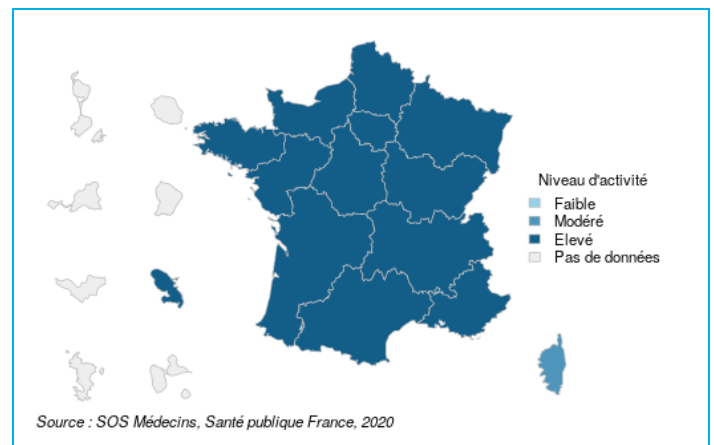 Niveau d'activité
Faible
Modéré
Elevé
Pas de données
Source : SOS Médecins, Santé publique France, 2020